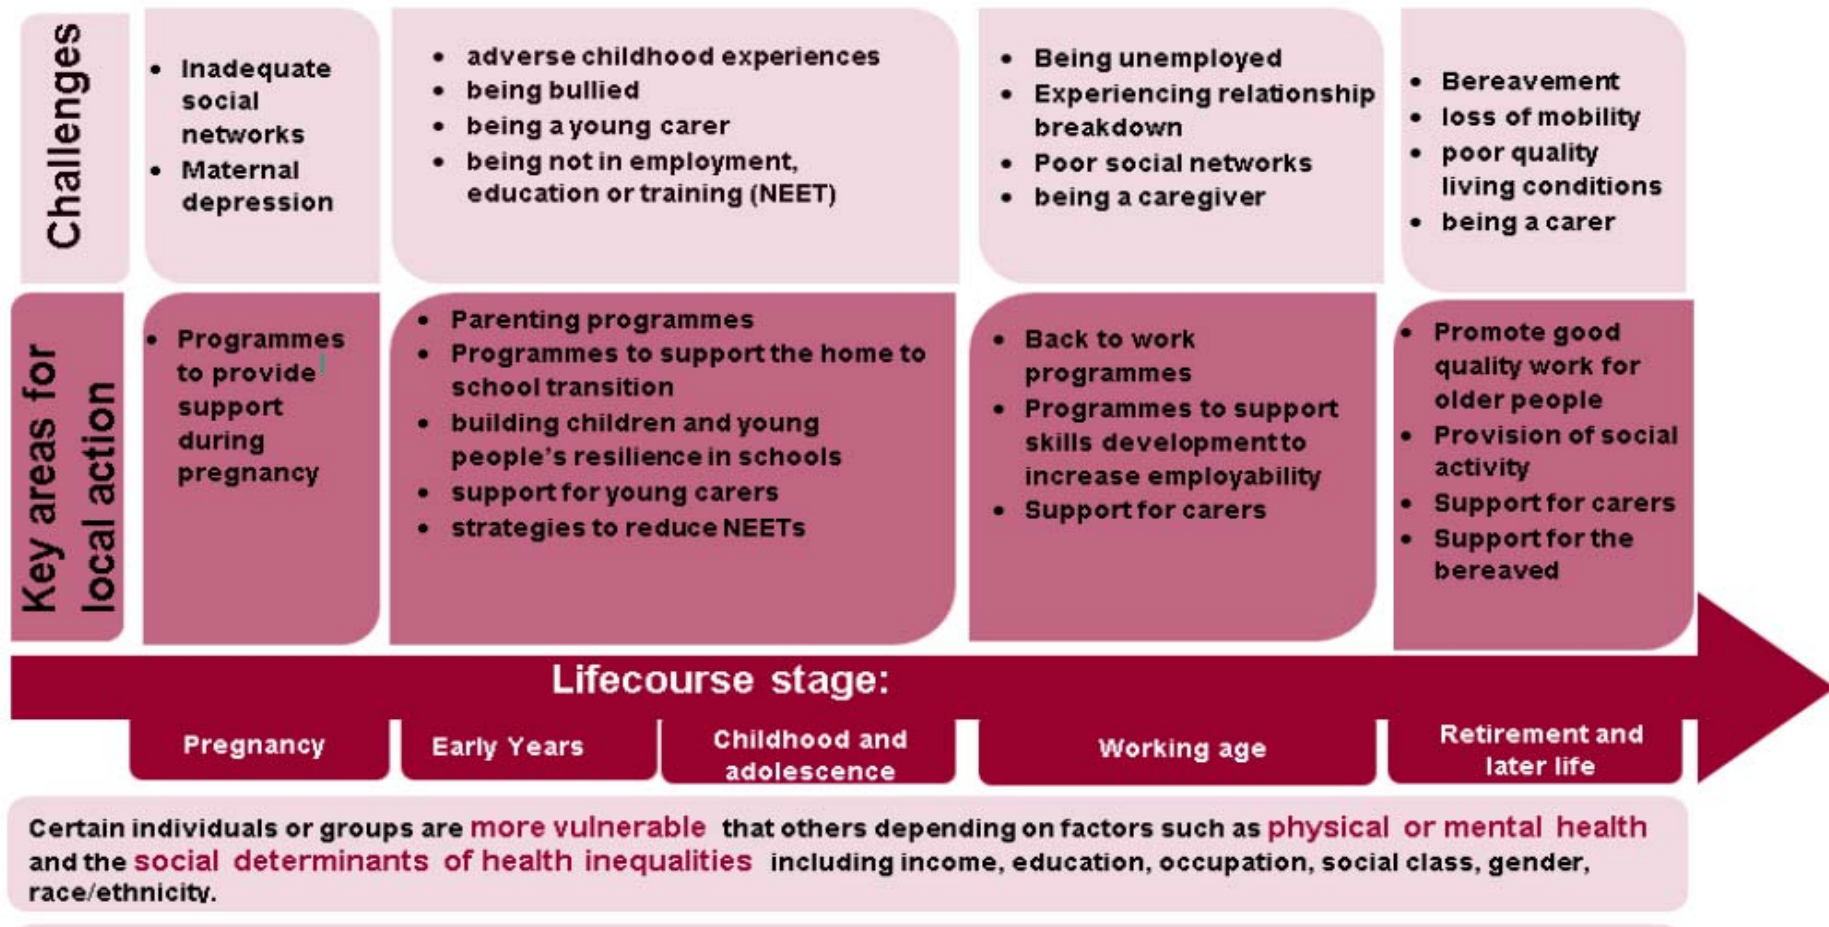 Challenges
• Inadequate
social
networks
• Maternal
depression
• adverse childhood experiences
• being bullied
• being a young carer
• being not in employment,
education or training (NEET)
• Being unemployed
• Experiencing relationship
breakdown
• Poor social networks
• being a caregiver
• Bereavement
• loss of mobility
• poor quality
living conditions
• being a carer
Key areas for
local action
• Programmes
to provide
support
during
pregnancy
• Parenting programmes
• Programmes to support the home to
school transition
• building children and young
people's resilience in schools
• support for young carers
• strategies to reduce NEETs
• Back to work
programmes
• Programmes to support
skills development to
increase employability
• Support for carers
• Promote good
quality work for
older people
• Provision of social
activity
• Support for carers
• Support for the
bereaved
Lifecourse stage:
Pregnancy
Early Years
Childhood and
adolescence
Working age
Retirement and
later life
Certain individuals or groups are more vulnerable that others depending on factors such as physical or mental health
and the social determinants of health inequalities including income, education, occupation, social class, gender,
race/ethnicity.